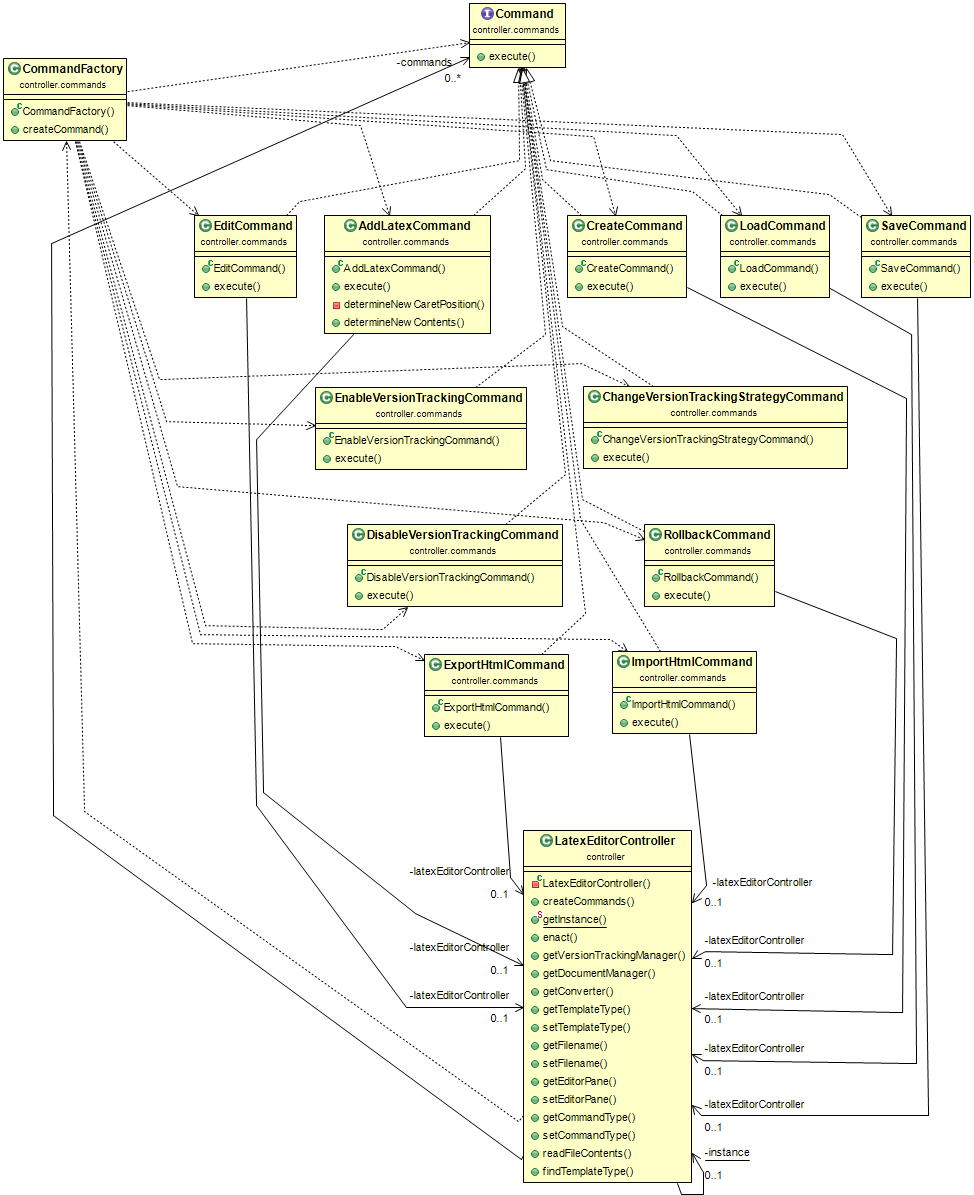 Command
controller.commands
execute()
-commands
0..*
CommandFactory
controller.commands
CommandFactory()
createCommand()
EditCommand
controller.commands
EditCommand()
execute()
AddLatexCommand
controller.commands
AddLatexCommand()
execute()
determineNewCaretPosition()
determineNewContents()
CreateCommand
controller.commands
CreateCommand()
execute()
LoadCommand
controller.commands
LoadCommand()
execute()
SaveCommand
controller.commands
SaveCommand()
execute()
EnableVersionTrackingCommand
controller.commands
EnableVersionTrackingCommand()
execute()
ChangeVersionTrackingStrategyCommand
controller.commands
ChangeVersionTrackingStrategyCommand()
execute()
DisableVersionTrackingCommand
controller.commands
DisableVersionTrackingCommand()
execute()
RollbackCommand
controller.commands
RollbackCommand()
execute()
ExportHtmlCommand
controller.commands
ExportHtmlCommand()
execute()
ImportHtmlCommand
controller.commands
ImportHtmlCommand()
execute()
LatexEditorController
controller
LatexEditorController()
createCommands()
getInstance()
enact()
getVersionTrackingManager()
getDocumentManager()
getConverter()
getTemplateType()
setTemplateType()
getFilename()
setFilename()
getEditorPane()
setEditorPane()
getCommandType()
setCommandType()
readFileContents()
findTemplateType()
-latexEditorController
0..1
-latexEditorController
0..1
-latexEditorController
0..1
-latexEditorController
0..1
-latexEditorController
0..1
-latexEditorController
0..1
-latexEditorController
0..1
-latexEditorController
0..1
-instance
0..1